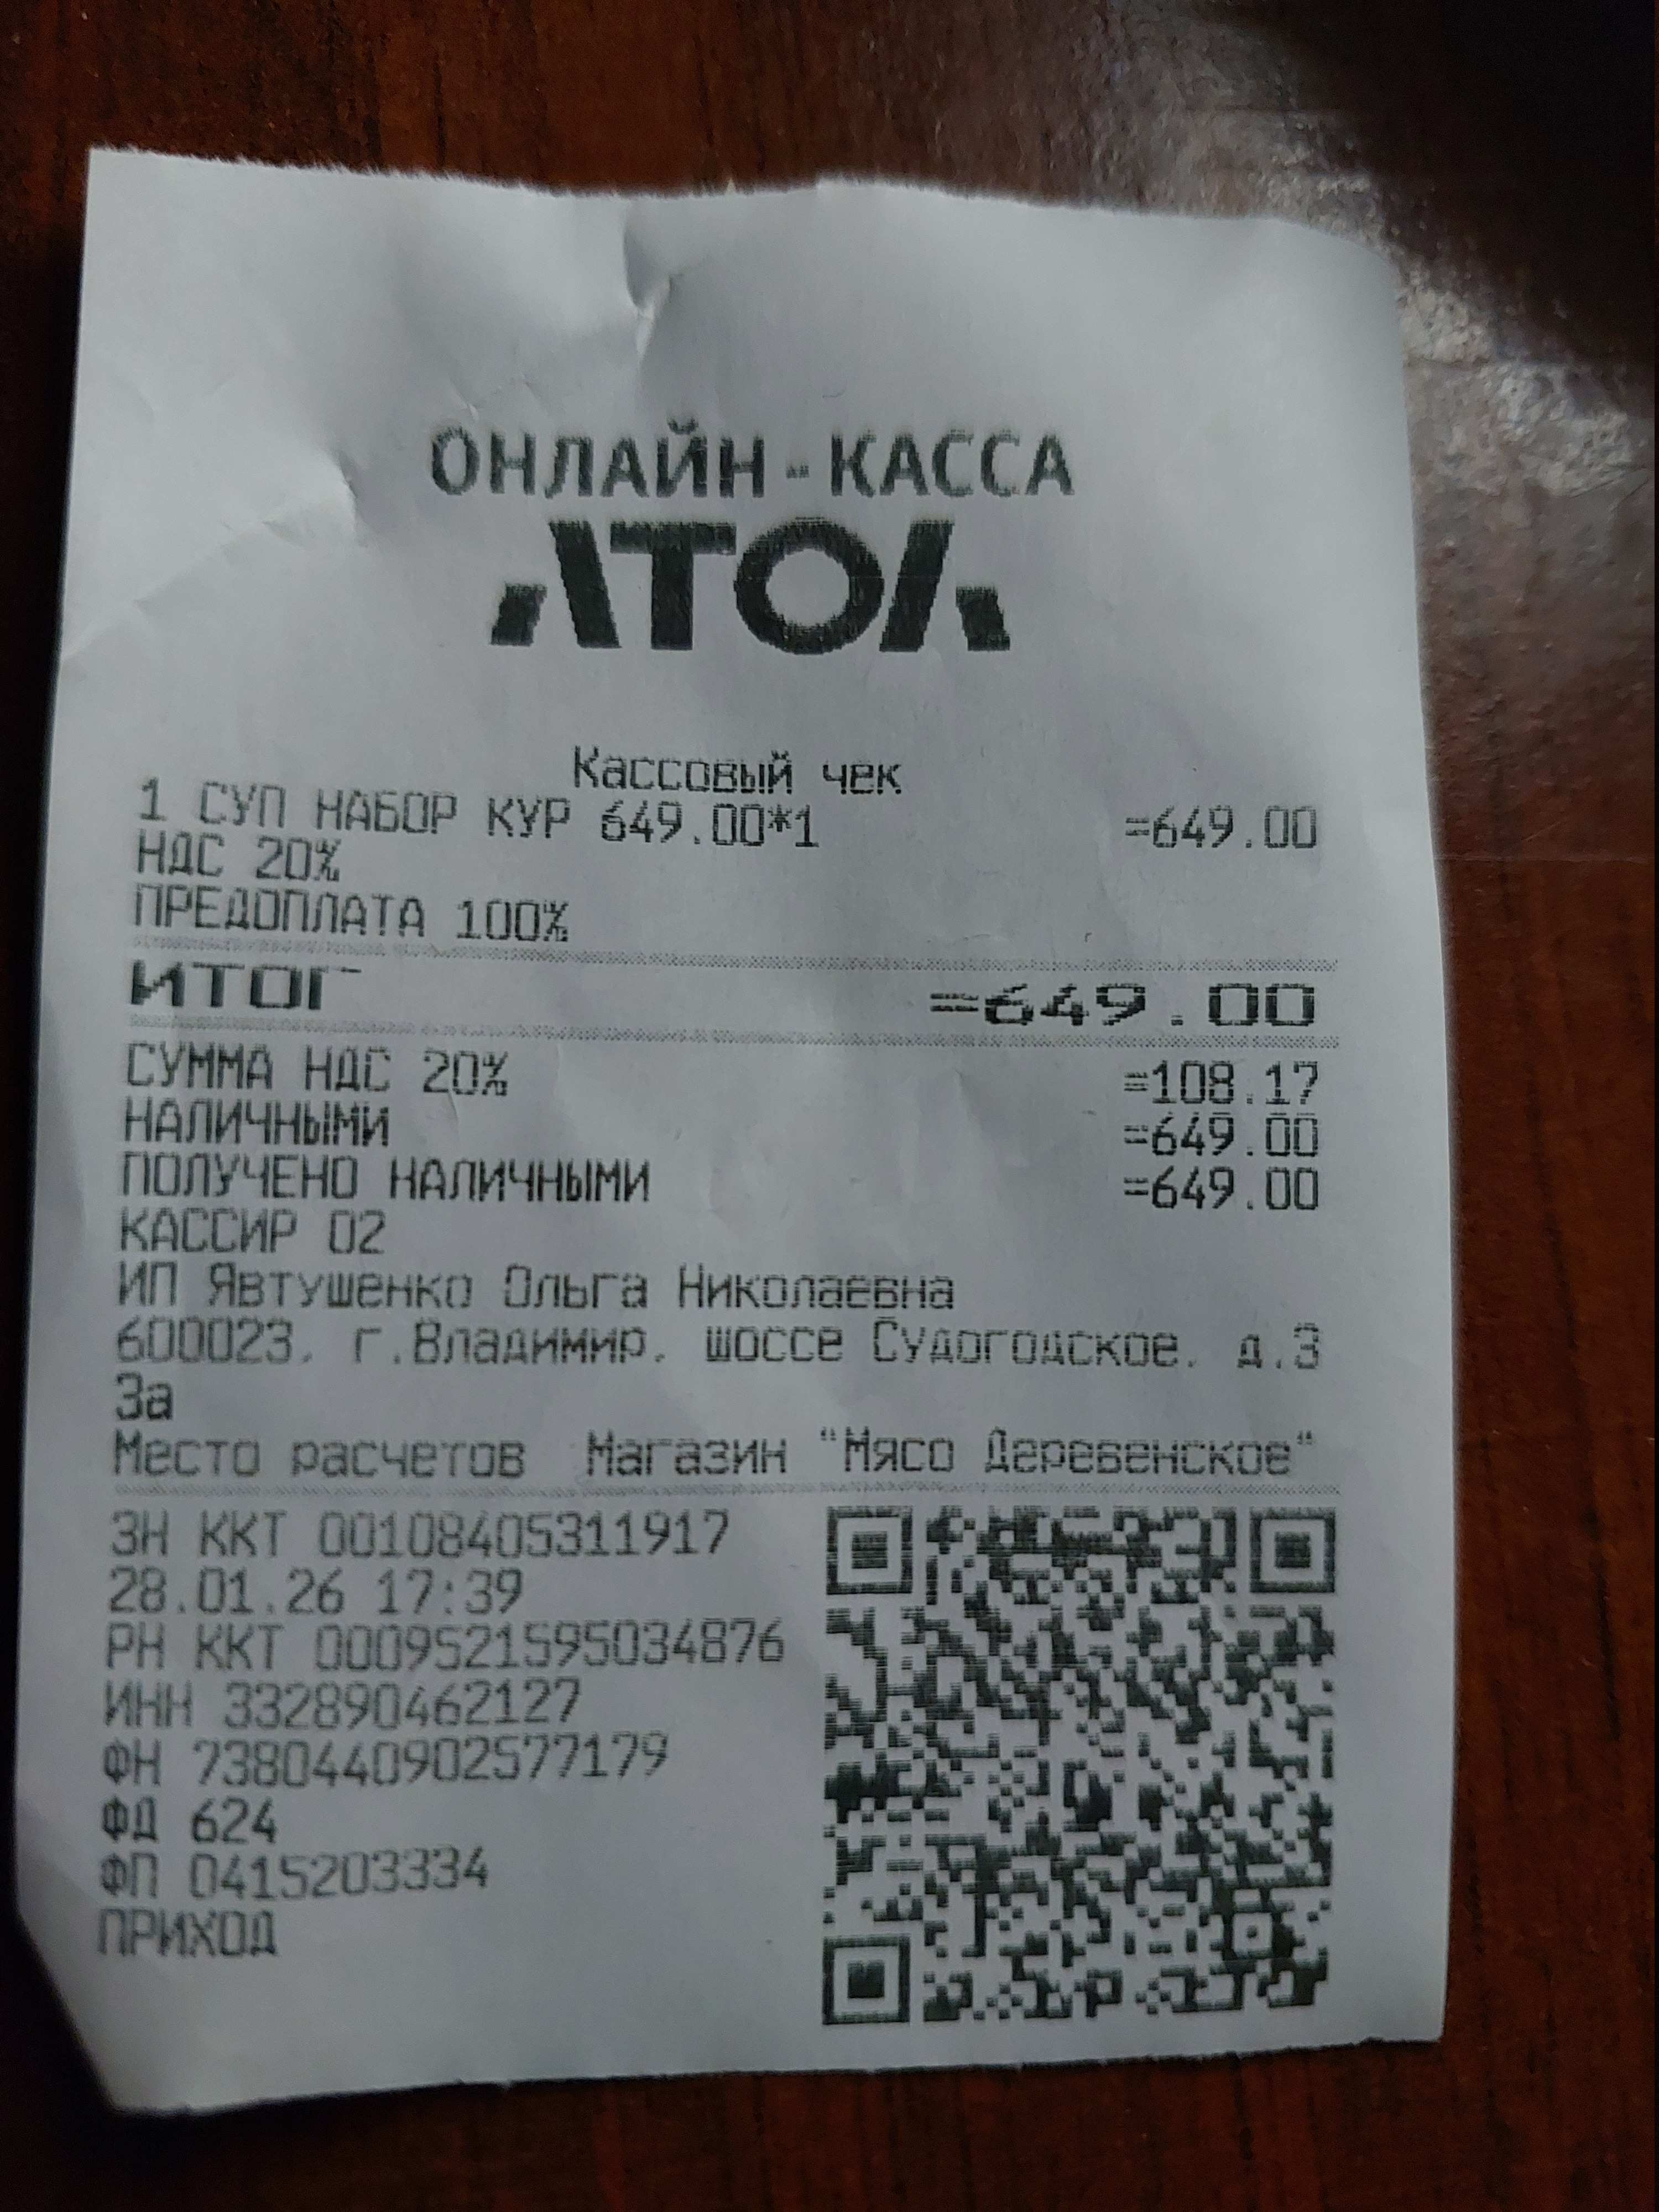 ОНЛАЙН-КАССА
АТОЛ
Кассовый чек
1 СУП НАБОР КУР 649.00*1 =649.00
НДС 20%
ПРЕДОПЛАТА 100%
ИТОГ =649.00
СУММА НДС 20% =108.17
НАЛИЧНЫМИ =649.00
ПОЛУЧЕНО НАЛИЧНЫМИ =649.00
КАССИР 02
ИП Явтушенко Ольга Николаевна
600023, г.Владимир, шоссе Судогодское, д.3
3а
Место расчетов Магазин "Мясо Деревенское"
ЗН ККТ 00108405311917
28.01.26 17:39
РН ККТ 0009521595034876
ИНН 332890462127
ФН 7380440902577179
ФД 624
ФП 0415203334
ПРИХОД